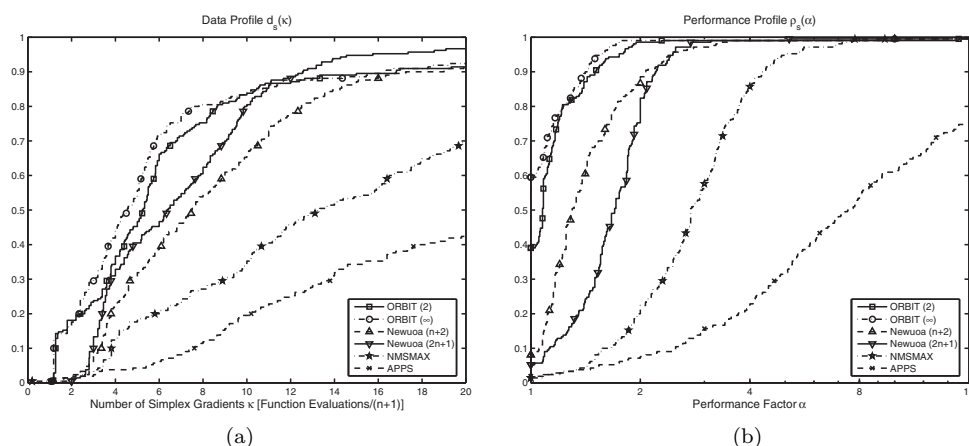 Data Profile d_s(κ)
1
0.9
0.8
0.7
0.6
0.5
0.4
0.3
0.2
0.1
0
0 2 4 6 8 10 12 14 16 18 20
Number of Simplex Gradients κ [Function Evaluations/(n+1)]
ORBIT (2)
ORBIT (∞)
Newuoa (n+2)
Newuoa (2n+1)
NMSMAX
APPS
(a)
Performance Profile ρ_s(α)
1
0.9
0.8
0.7
0.6
0.5
0.4
0.3
0.2
0.1
0
1 2 4 8 1
Performance Factor α
ORBIT (2)
ORBIT (∞)
Newuoa (n+2)
Newuoa (2n+1)
NMSMAX
APPS
(b)